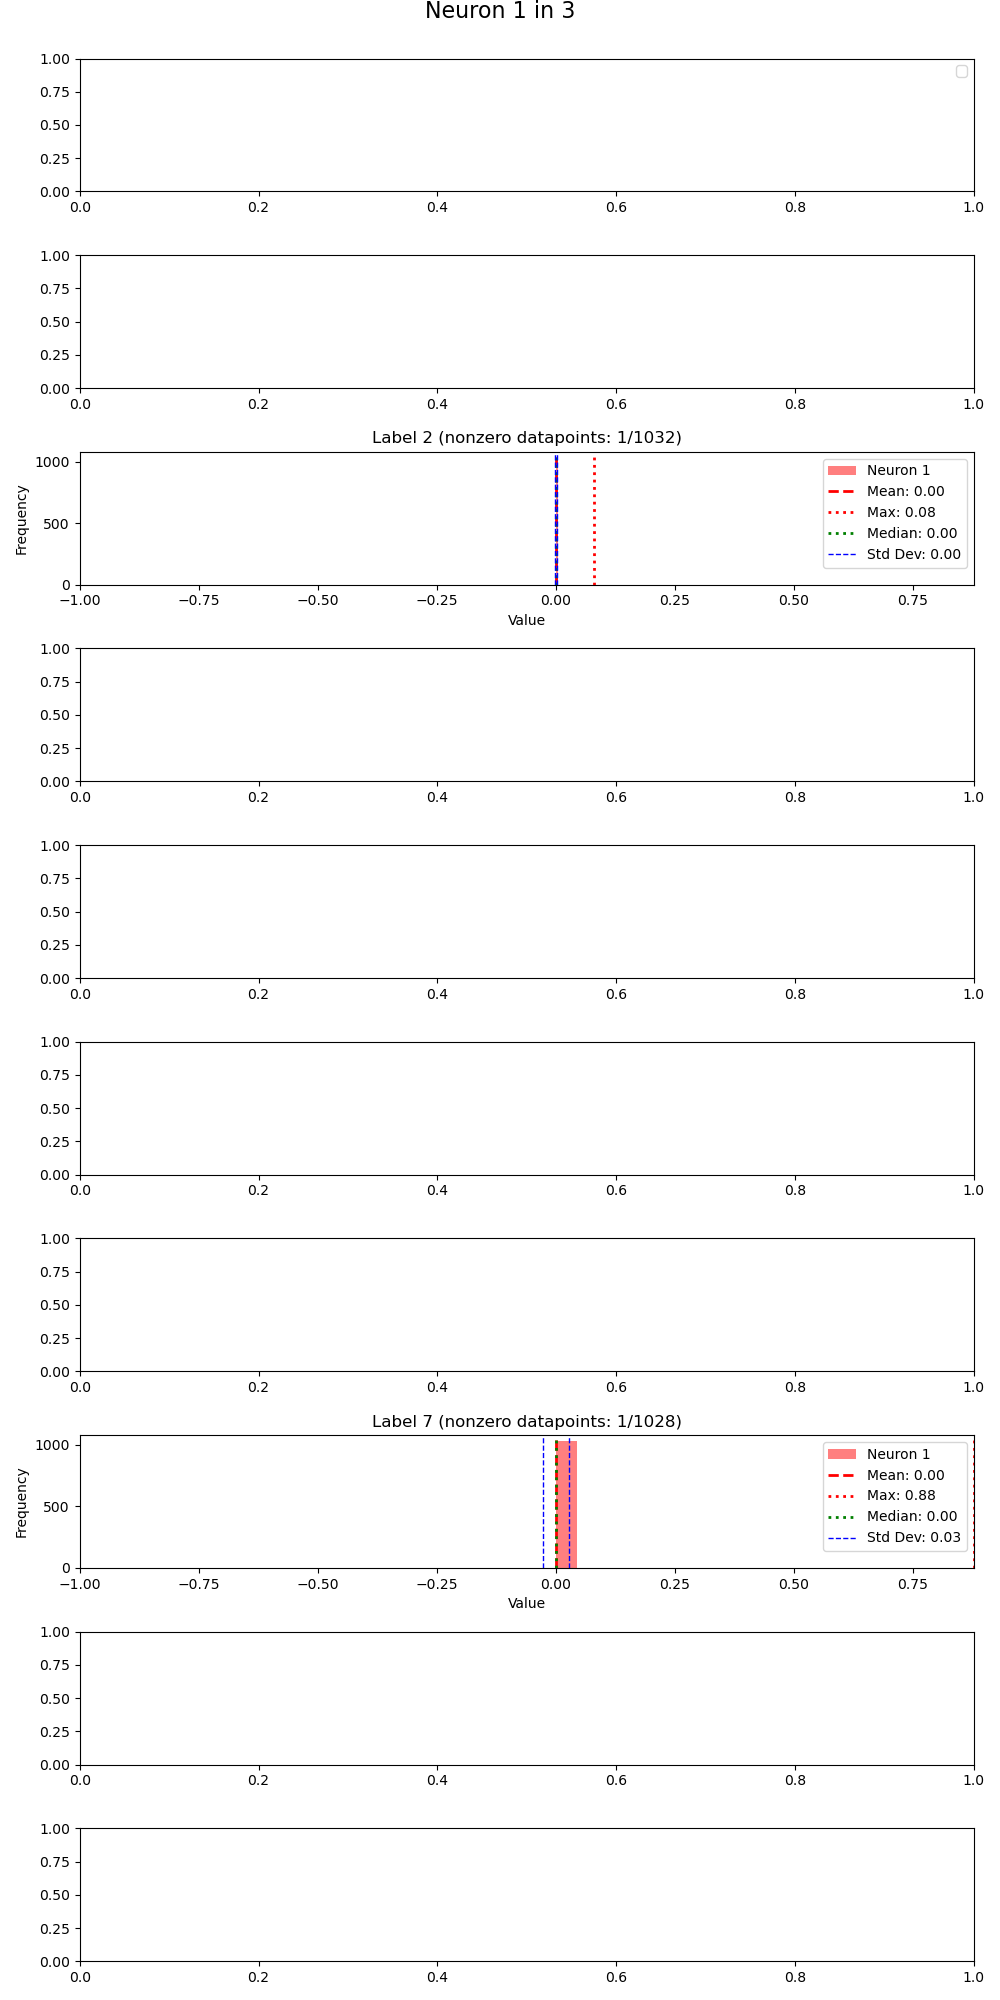 Neuron 1 in 3
1.00
0.75
0.50
0.25
0.00
0.0 0.2 0.4 0.6 0.8 1.0
1.00
0.75
0.50
0.25
0.00
0.0 0.2 0.4 0.6 0.8 1.0
Label 2 (nonzero datapoints: 1/1032)
Frequency
1000
500
0
Neuron 1
Mean: 0.00
Max: 0.08
Median: 0.00
Std Dev: 0.00
−1.00 −0.75 −0.50 −0.25 0.00 0.25 0.50 0.75
Value
1.00
0.75
0.50
0.25
0.00
0.0 0.2 0.4 0.6 0.8 1.0
1.00
0.75
0.50
0.25
0.00
0.0 0.2 0.4 0.6 0.8 1.0
1.00
0.75
0.50
0.25
0.00
0.0 0.2 0.4 0.6 0.8 1.0
1.00
0.75
0.50
0.25
0.00
0.0 0.2 0.4 0.6 0.8 1.0
Label 7 (nonzero datapoints: 1/1028)
Frequency
1000
500
0
Neuron 1
Mean: 0.00
Max: 0.88
Median: 0.00
Std Dev: 0.03
−1.00 −0.75 −0.50 −0.25 0.00 0.25 0.50 0.75
Value
1.00
0.75
0.50
0.25
0.00
0.0 0.2 0.4 0.6 0.8 1.0
1.00
0.75
0.50
0.25
0.00
0.0 0.2 0.4 0.6 0.8 1.0